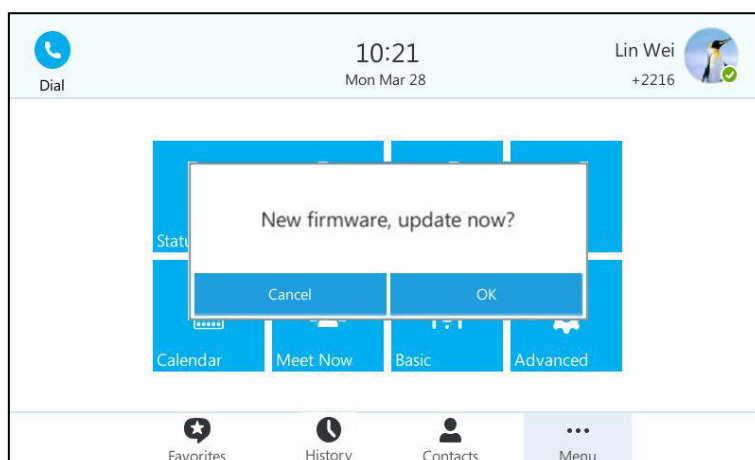 10:21
Lin Wei
Dial
Mon Mar 28
+2216
New firmware, update now?
Cancel
OK
Calendar
Meet Now
Basic
Advanced
Favorites
History
Contacts
Menu